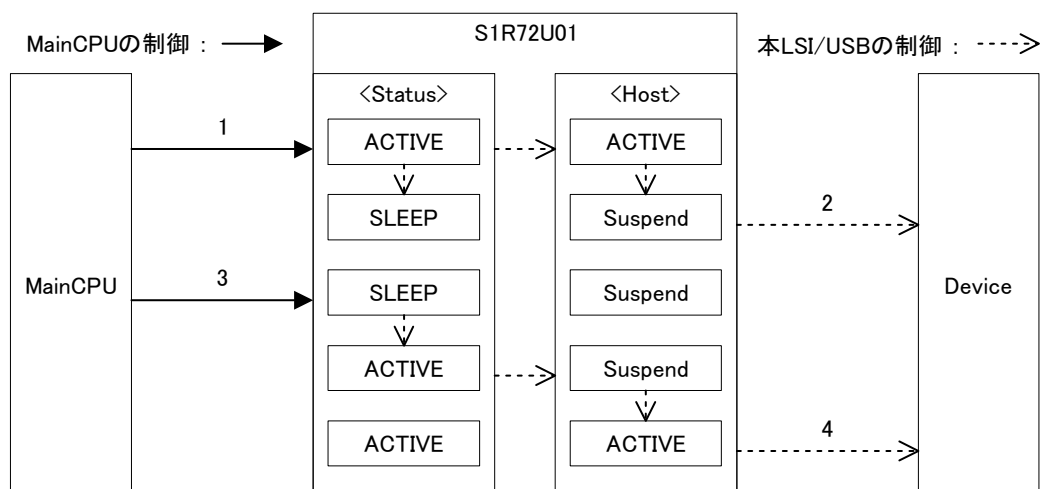 S1R72U01
MainCPUの制御 :
本LSI/USBの制御 :
<Status>
<Host>
1
ACTIVE
ACTIVE
SLEEP
Suspend
2
MainCPU
3
SLEEP
Suspend
Device
ACTIVE
Suspend
ACTIVE
ACTIVE
4